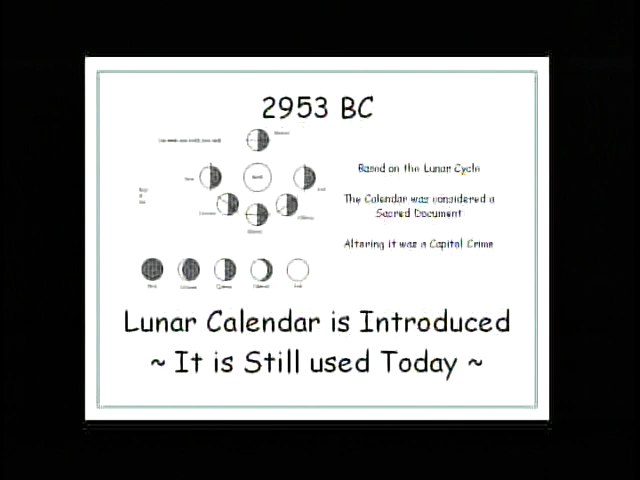 2953 BC
Based on the Lunar Cycle
The Calendar was considered a
Sacred Document
Altering it was a Capitol Crime
Lunar Calendar is Introduced
~ It is Still used Today ~